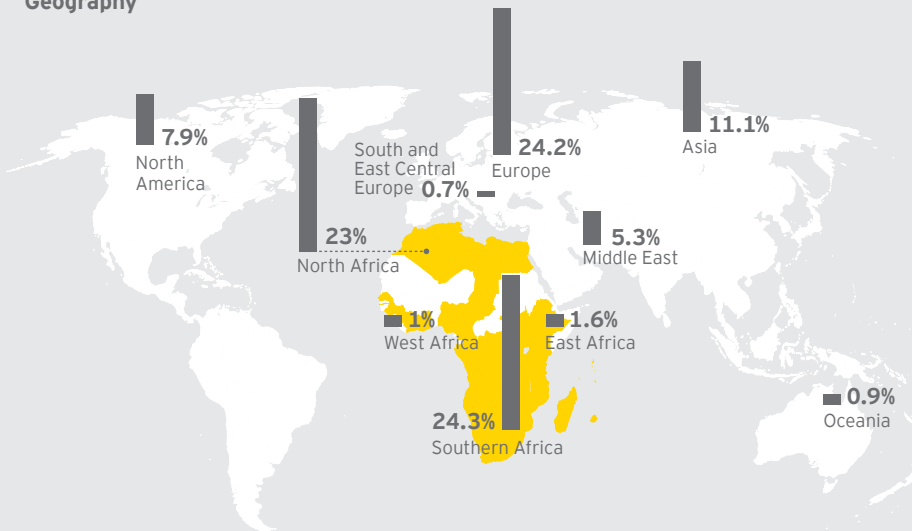 Geography
7.9%
North
America
23%
North Africa
South and
East Central
Europe 0.7%
24.2%
Europe
11.1%
Asia
5.3%
Middle East
1%
West Africa
1.6%
East Africa
24.3%
Southern Africa
0.9%
Oceania